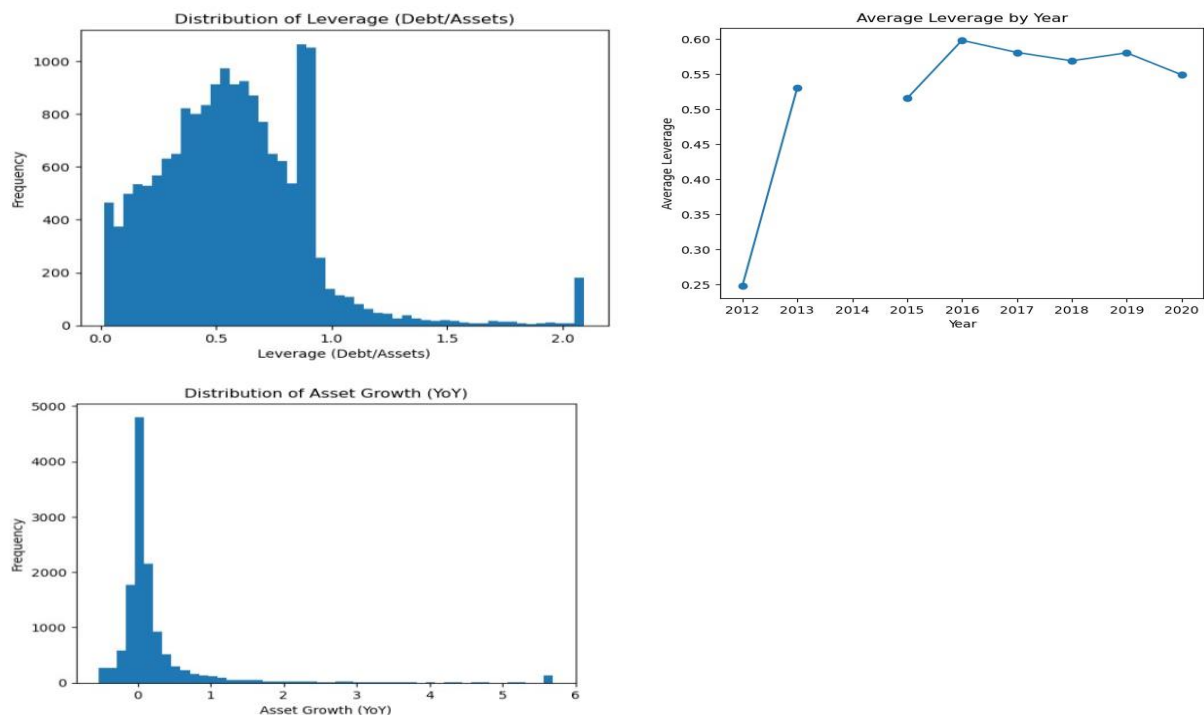 Distribution of Leverage (Debt/Assets)
1000
800
600
400
200
0
Frequency
0.0 0.5 1.0 1.5 2.0
Leverage (Debt/Assets)
Average Leverage by Year
0.60
0.55
0.50
0.45
0.40
0.35
0.30
0.25
Average Leverage
2012 2013 2014 2015 2016 2017 2018 2019 2020
Year
Distribution of Asset Growth (YoY)
5000
4000
3000
2000
1000
0
Frequency
0 1 2 3 4 5 6
Asset Growth (YoY)